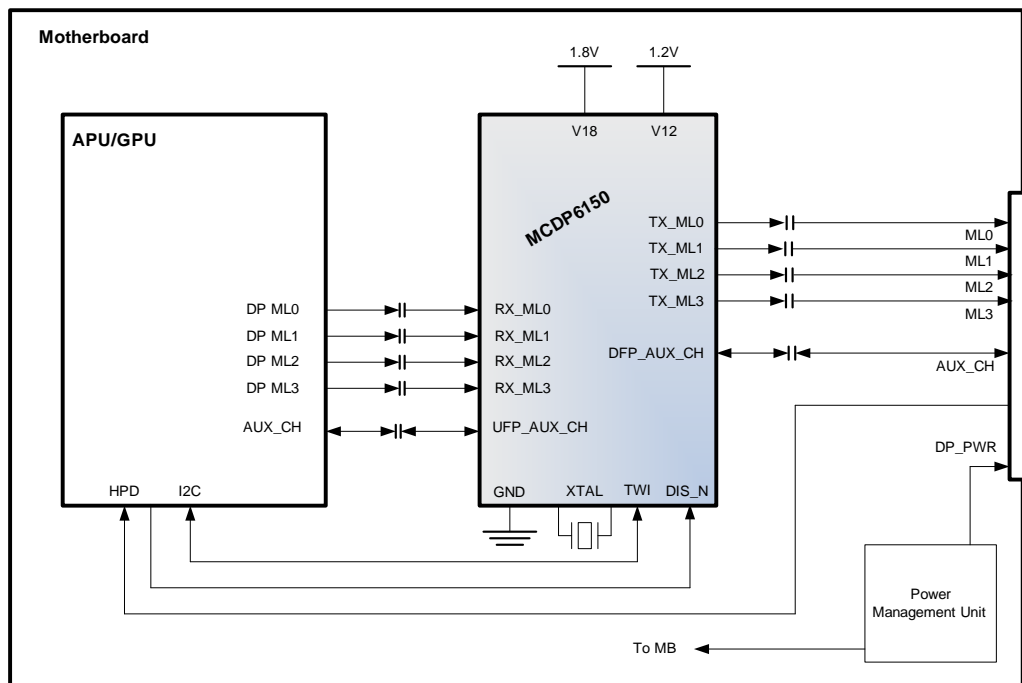 Motherboard
1.8V
1.2V
APU/GPU
V18
V12
MCDP6150
TX_ML0
TX_ML1
TX_ML2
TX_ML3
ML0
ML1
ML2
ML3
DP ML0
DP ML1
DP ML2
DP ML3
RX_ML0
RX_ML1
RX_ML2
RX_ML3
DFP_AUX_CH
AUX_CH
AUX_CH
UFP_AUX_CH
DP_PWR
HPD
I2C
GND
XTAL
TWI
DIS_N
Power
Management Unit
To MB